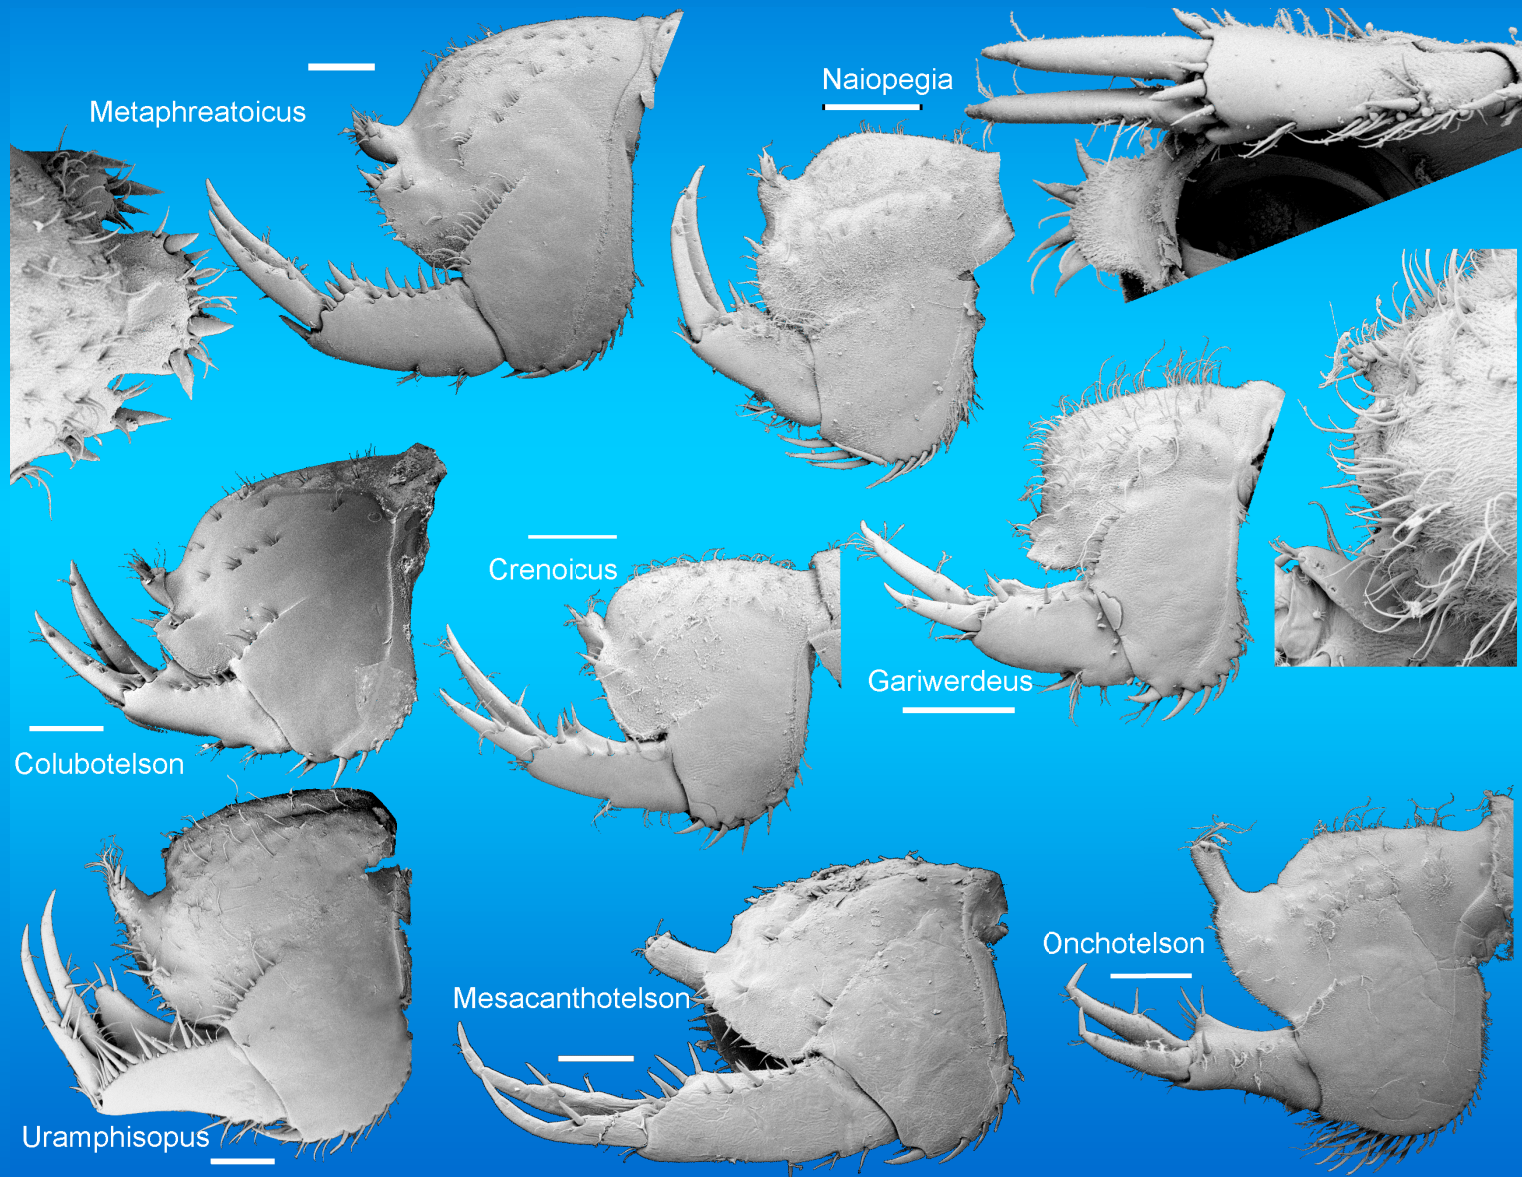 Metaphreatoicus
Naiopegia
Crenoicus
Gariwerdeus
Colubotelson
Onchotelson
Mesacanthotelson
Uramphisopus